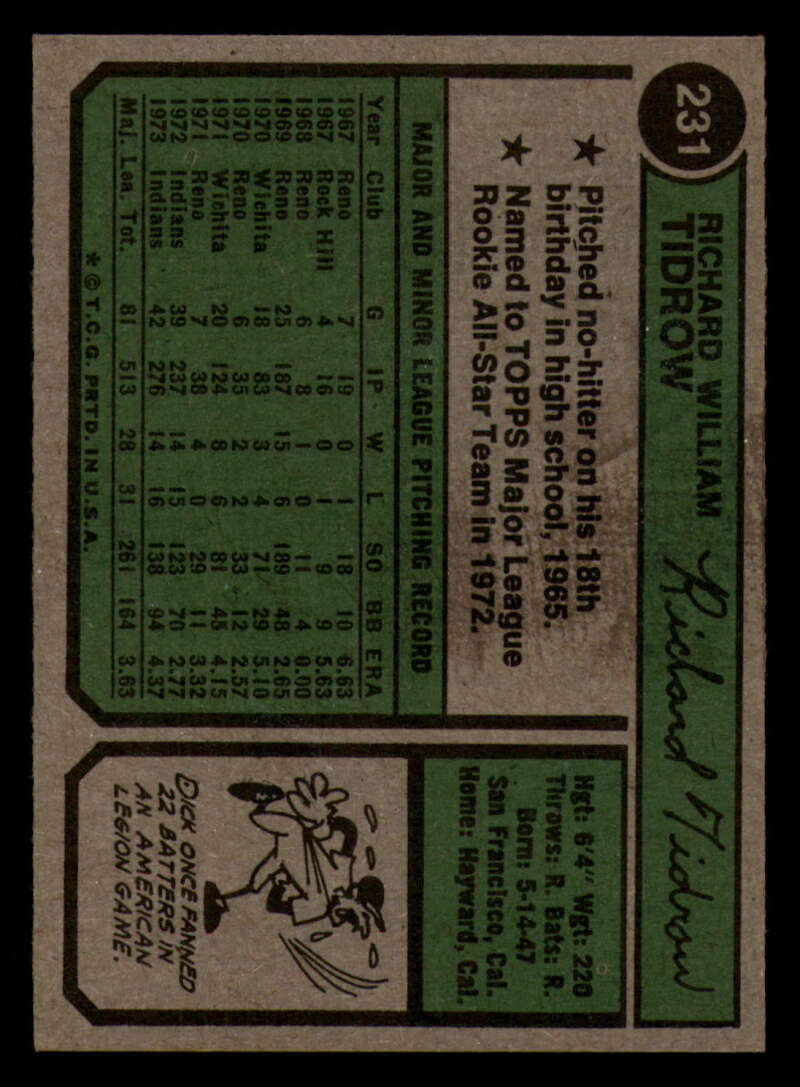 231
RICHARD WILLIAM
TIDROW
Richard Tidrow
★ Pitched no-hitter on his 18th
birthday in high school, 1965.
★ Named to TOPPS Major League
Rookie All-Star Team in 1972.
MAJOR AND MINOR LEAGUE PITCHING RECORD
Year Club G IP W L SO BB ERA
1967 Reno 7 19 0 1 18 10 6.63
1967 Rock Hill 4 16 0 1 9 9 5.63
1968 Reno 6 8 1 0 11 4 0.00
1969 Reno 25 187 15 6 189 48 2.65
1970 Wichita 18 83 3 4 71 29 5.10
1970 Reno 6 35 2 2 33 12 2.57
1971 Wichita 20 124 8 6 81 45 4.15
1971 Reno 7 38 4 0 29 11 3.32
1972 Indians 39 237 14 15 123 70 2.77
1973 Indians 42 276 14 16 138 94 4.37
Maj. Lea. Tot. 81 513 28 31 261 164 3.63
* © T.C.G. PRTD. IN U.S.A.
Hgt: 6'4" Wgt: 220
Throws: R. Bats: R.
Born: 5-14-47
San Francisco, Cal.
Home: Hayward, Cal.
DICK ONCE FANNED
22 BATTERS IN
AN AMERICAN
LEGION GAME.